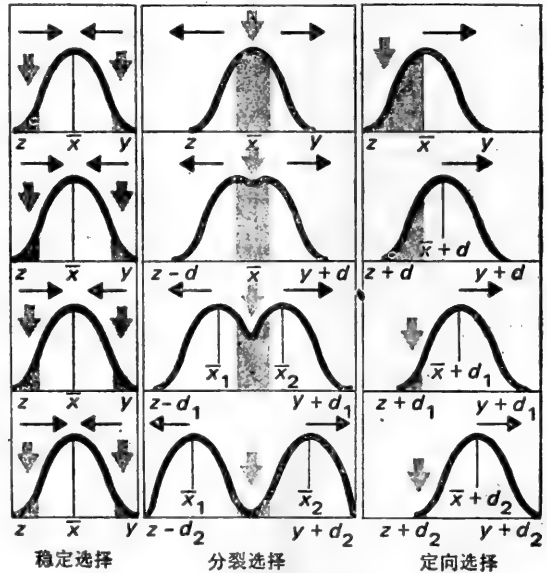 z x̄ y z x̄ y z x̄ y
x̄+d
z x̄ y z−d x̄ y+d z+d y+d
x̄₁ x̄₂ x̄+d₁
z x̄ y z−d₁ y+d₁ z+d₁ y+d₁
x̄₁ x̄₂ x̄+d₂
z x̄ y z−d₂ y+d₂ z+d₂ y+d₂
稳定选择 分裂选择 定向选择